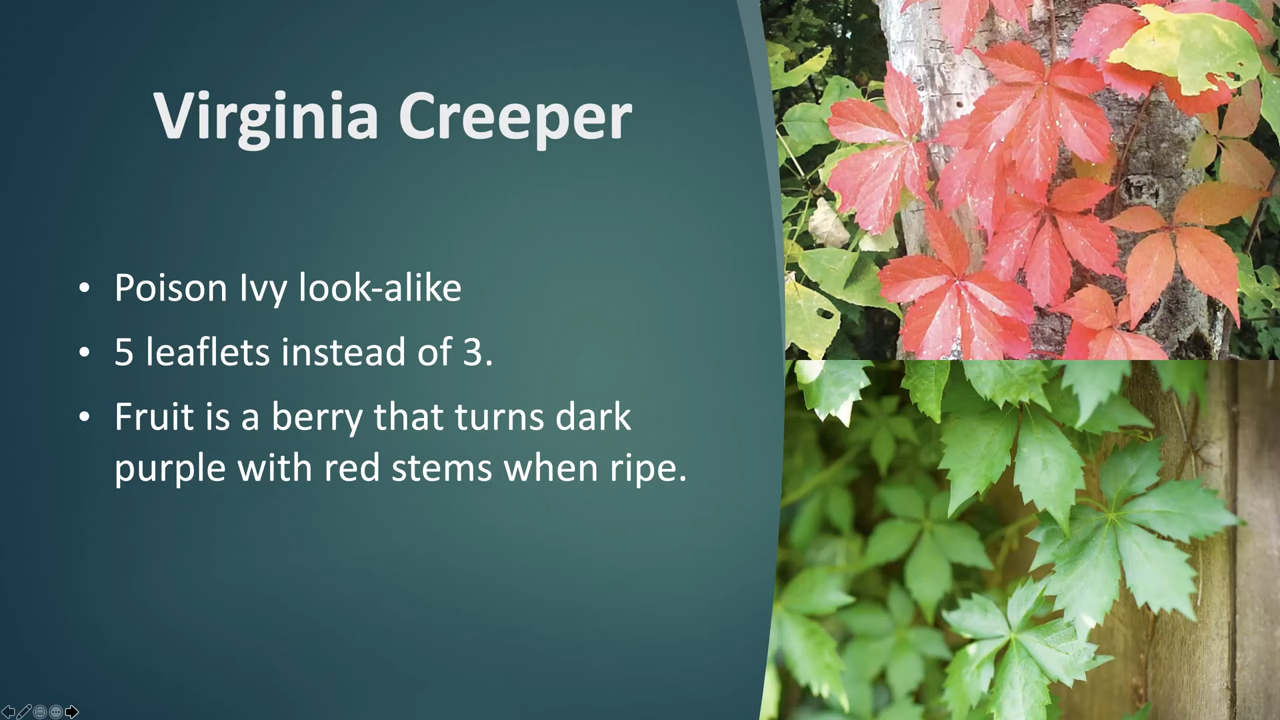 Virginia Creeper
• Poison Ivy look-alike
• 5 leaflets instead of 3.
• Fruit is a berry that turns dark
purple with red stems when ripe.